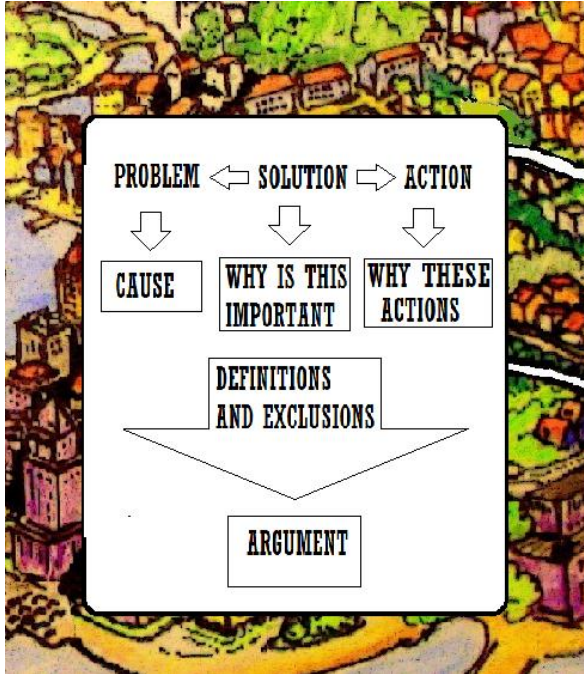 PROBLEM SOLUTION ACTION
CAUSE
WHY IS THIS
IMPORTANT
WHY THESE
ACTIONS
DEFINITIONS
AND EXCLUSIONS
ARGUMENT